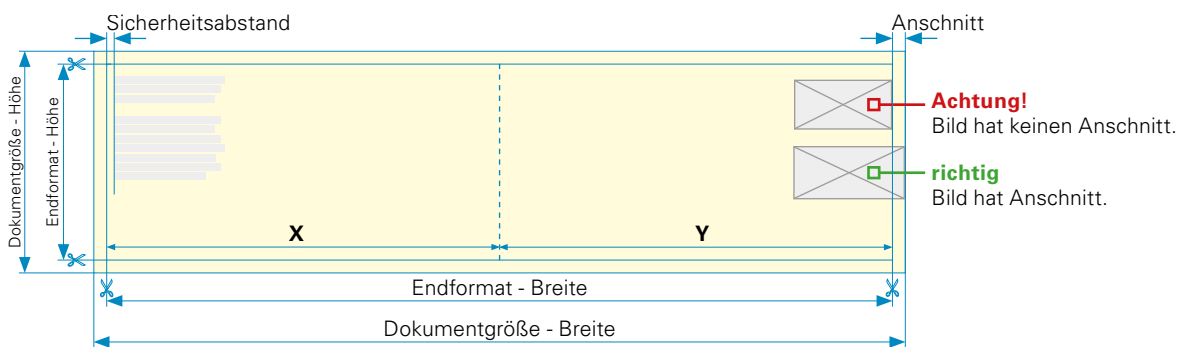 Sicherheitsabstand
Anschnitt
Dokumentgröße - Höhe
Endformat - Höhe
Achtung!
Bild hat keinen Anschnitt.
richtig
Bild hat Anschnitt.
X
Y
Endformat - Breite
Dokumentgröße - Breite